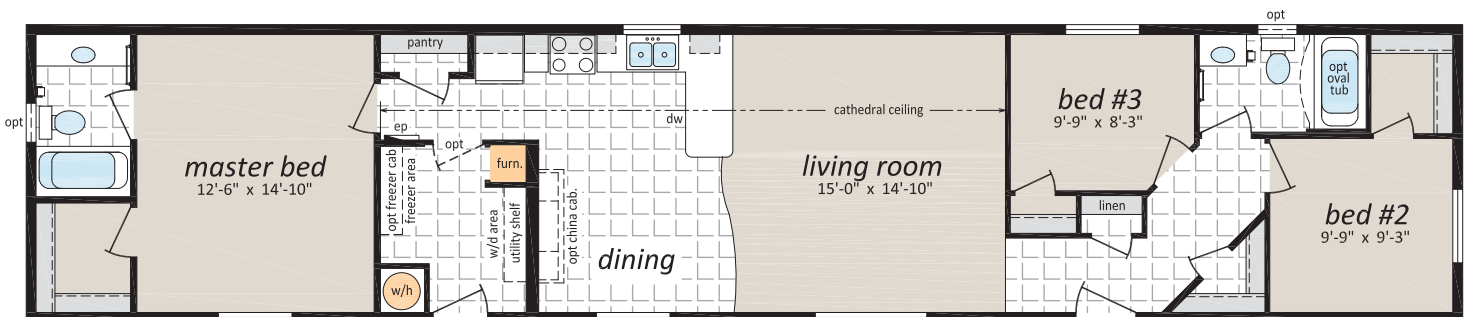 opt
master bed
12'-6" x 14'-10"
pantry
ep
opt
opt freezer cab
freezer area
w/h
furn.
w/d area
utility shelf
opt china cab.
dining
dw
cathedral ceiling
living room
15'-0" x 14'-10"
bed #3
9'-9" x 8'-3"
linen
opt
opt
oval
tub
bed #2
9'-9" x 9'-3"